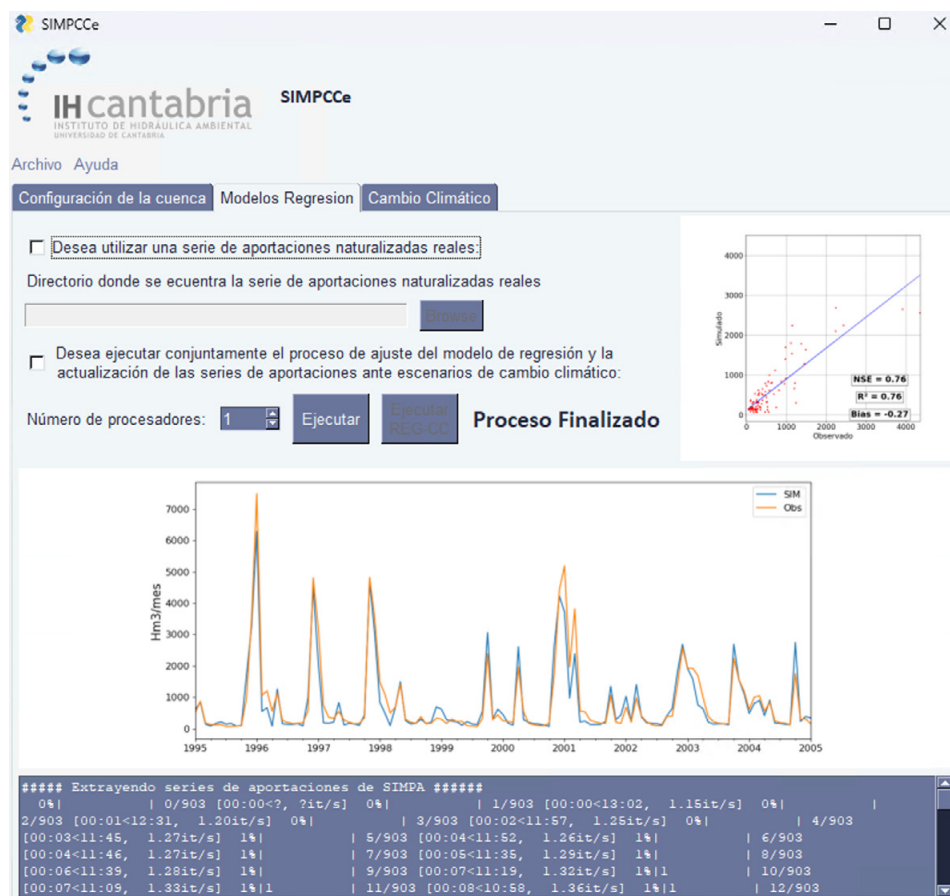 SIMPCCe
IHcantabria
INSTITUTO DE HIDRÁULICA AMBIENTAL
UNIVERSIDAD DE CANTABRIA
SIMPCCe
Archivo Ayuda
Configuración de la cuenca Modelos Regresion Cambio Climático
Desea utilizar una serie de aportaciones naturalizadas reales:
Directorio donde se ecuentra la serie de aportaciones naturalizadas reales
Browse
Desea ejecutar conjuntamente el proceso de ajuste del modelo de regresión y la
actualización de las series de aportaciones ante escenarios de cambio climático:
Número de procesadores: 1 Ejecutar Ejecutar
REG-CC
Proceso Finalizado
4000
3000
2000
1000
0
Simulado
NSE = 0.76
R² = 0.76
Bias = -0.27
0 1000 2000 3000 4000
Observado
SIM
Obs
7000
6000
5000
4000
3000
2000
1000
0
Hm3/mes
1995 1996 1997 1998 1999 2000 2001 2002 2003 2004 2005
##### Extrayendo series de aportaciones de SIMPA ######
0%| | 0/903 [00:00<?, ?it/s] 0%| | 1/903 [00:00<13:02, 1.15it/s] 0%| |
2/903 [00:01<12:31, 1.20it/s] 0%| | 3/903 [00:02<11:57, 1.25it/s] 0%| | 4/903
[00:03<11:45, 1.27it/s] 1%| | 5/903 [00:04<11:52, 1.26it/s] 1%| | 6/903
[00:04<11:46, 1.27it/s] 1%| | 7/903 [00:05<11:35, 1.29it/s] 1%| | 8/903
[00:06<11:39, 1.28it/s] 1%| | 9/903 [00:07<11:19, 1.32it/s] 1%|1 | 10/903
[00:07<11:09, 1.33it/s] 1%|1 | 11/903 [00:08<10:58, 1.36it/s] 1%|1 | 12/903